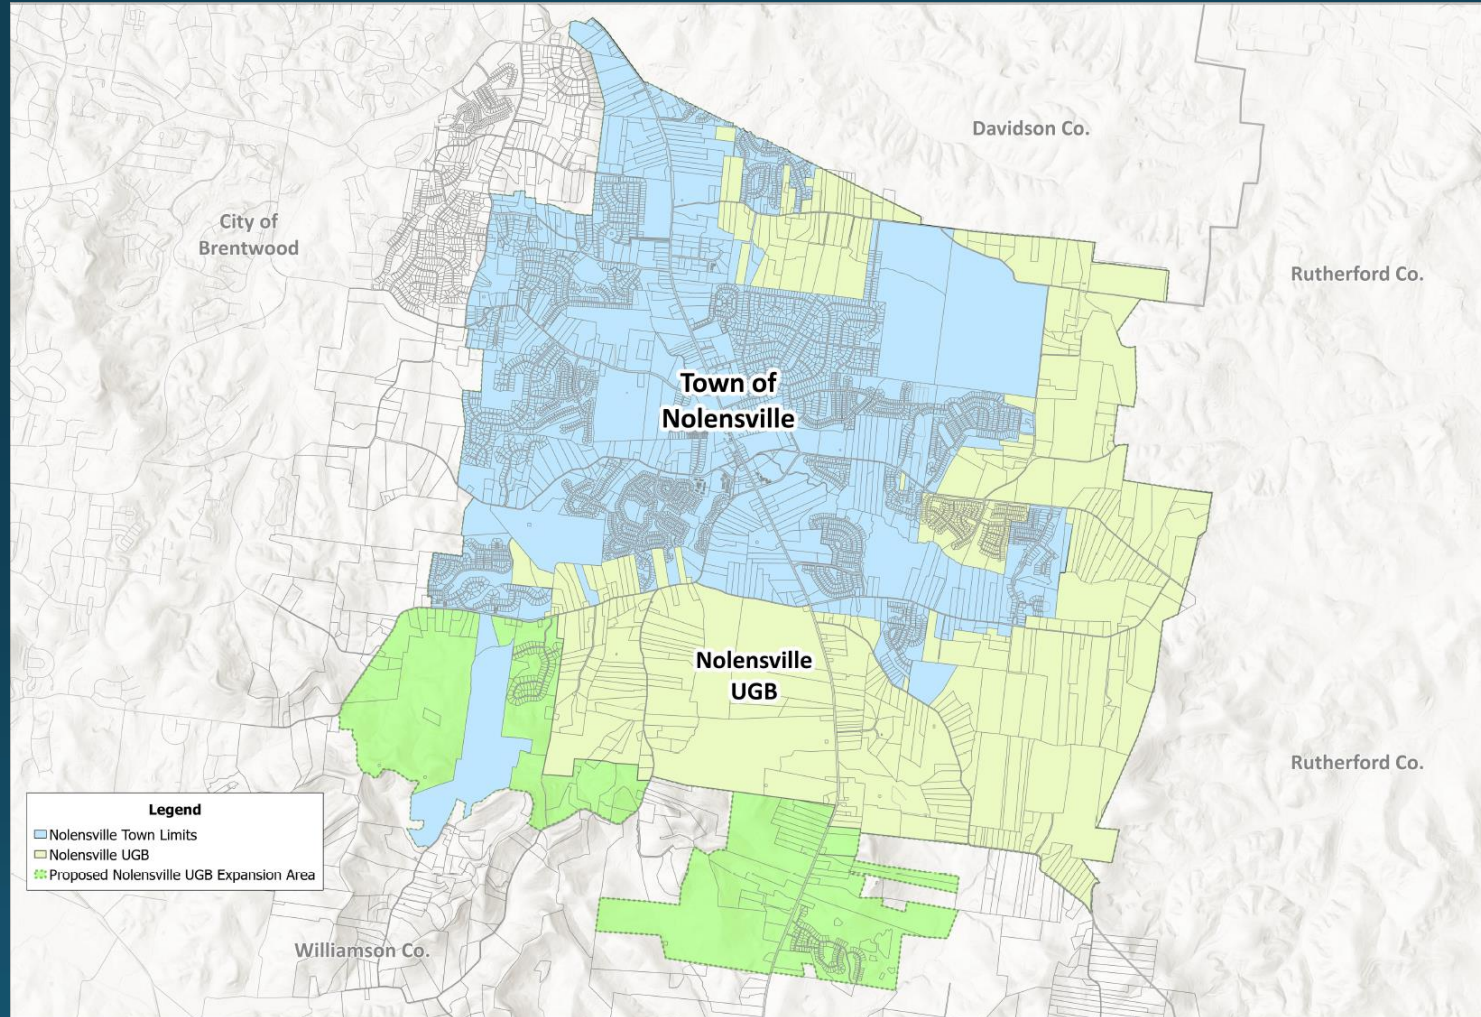 Davidson Co.
City of
Brentwood
Rutherford Co.
Town of
Nolensville
Nolensville
UGB
Rutherford Co.
Legend
Nolensville Town Limits
Nolensville UGB
Proposed Nolensville UGB Expansion Area
Williamson Co.